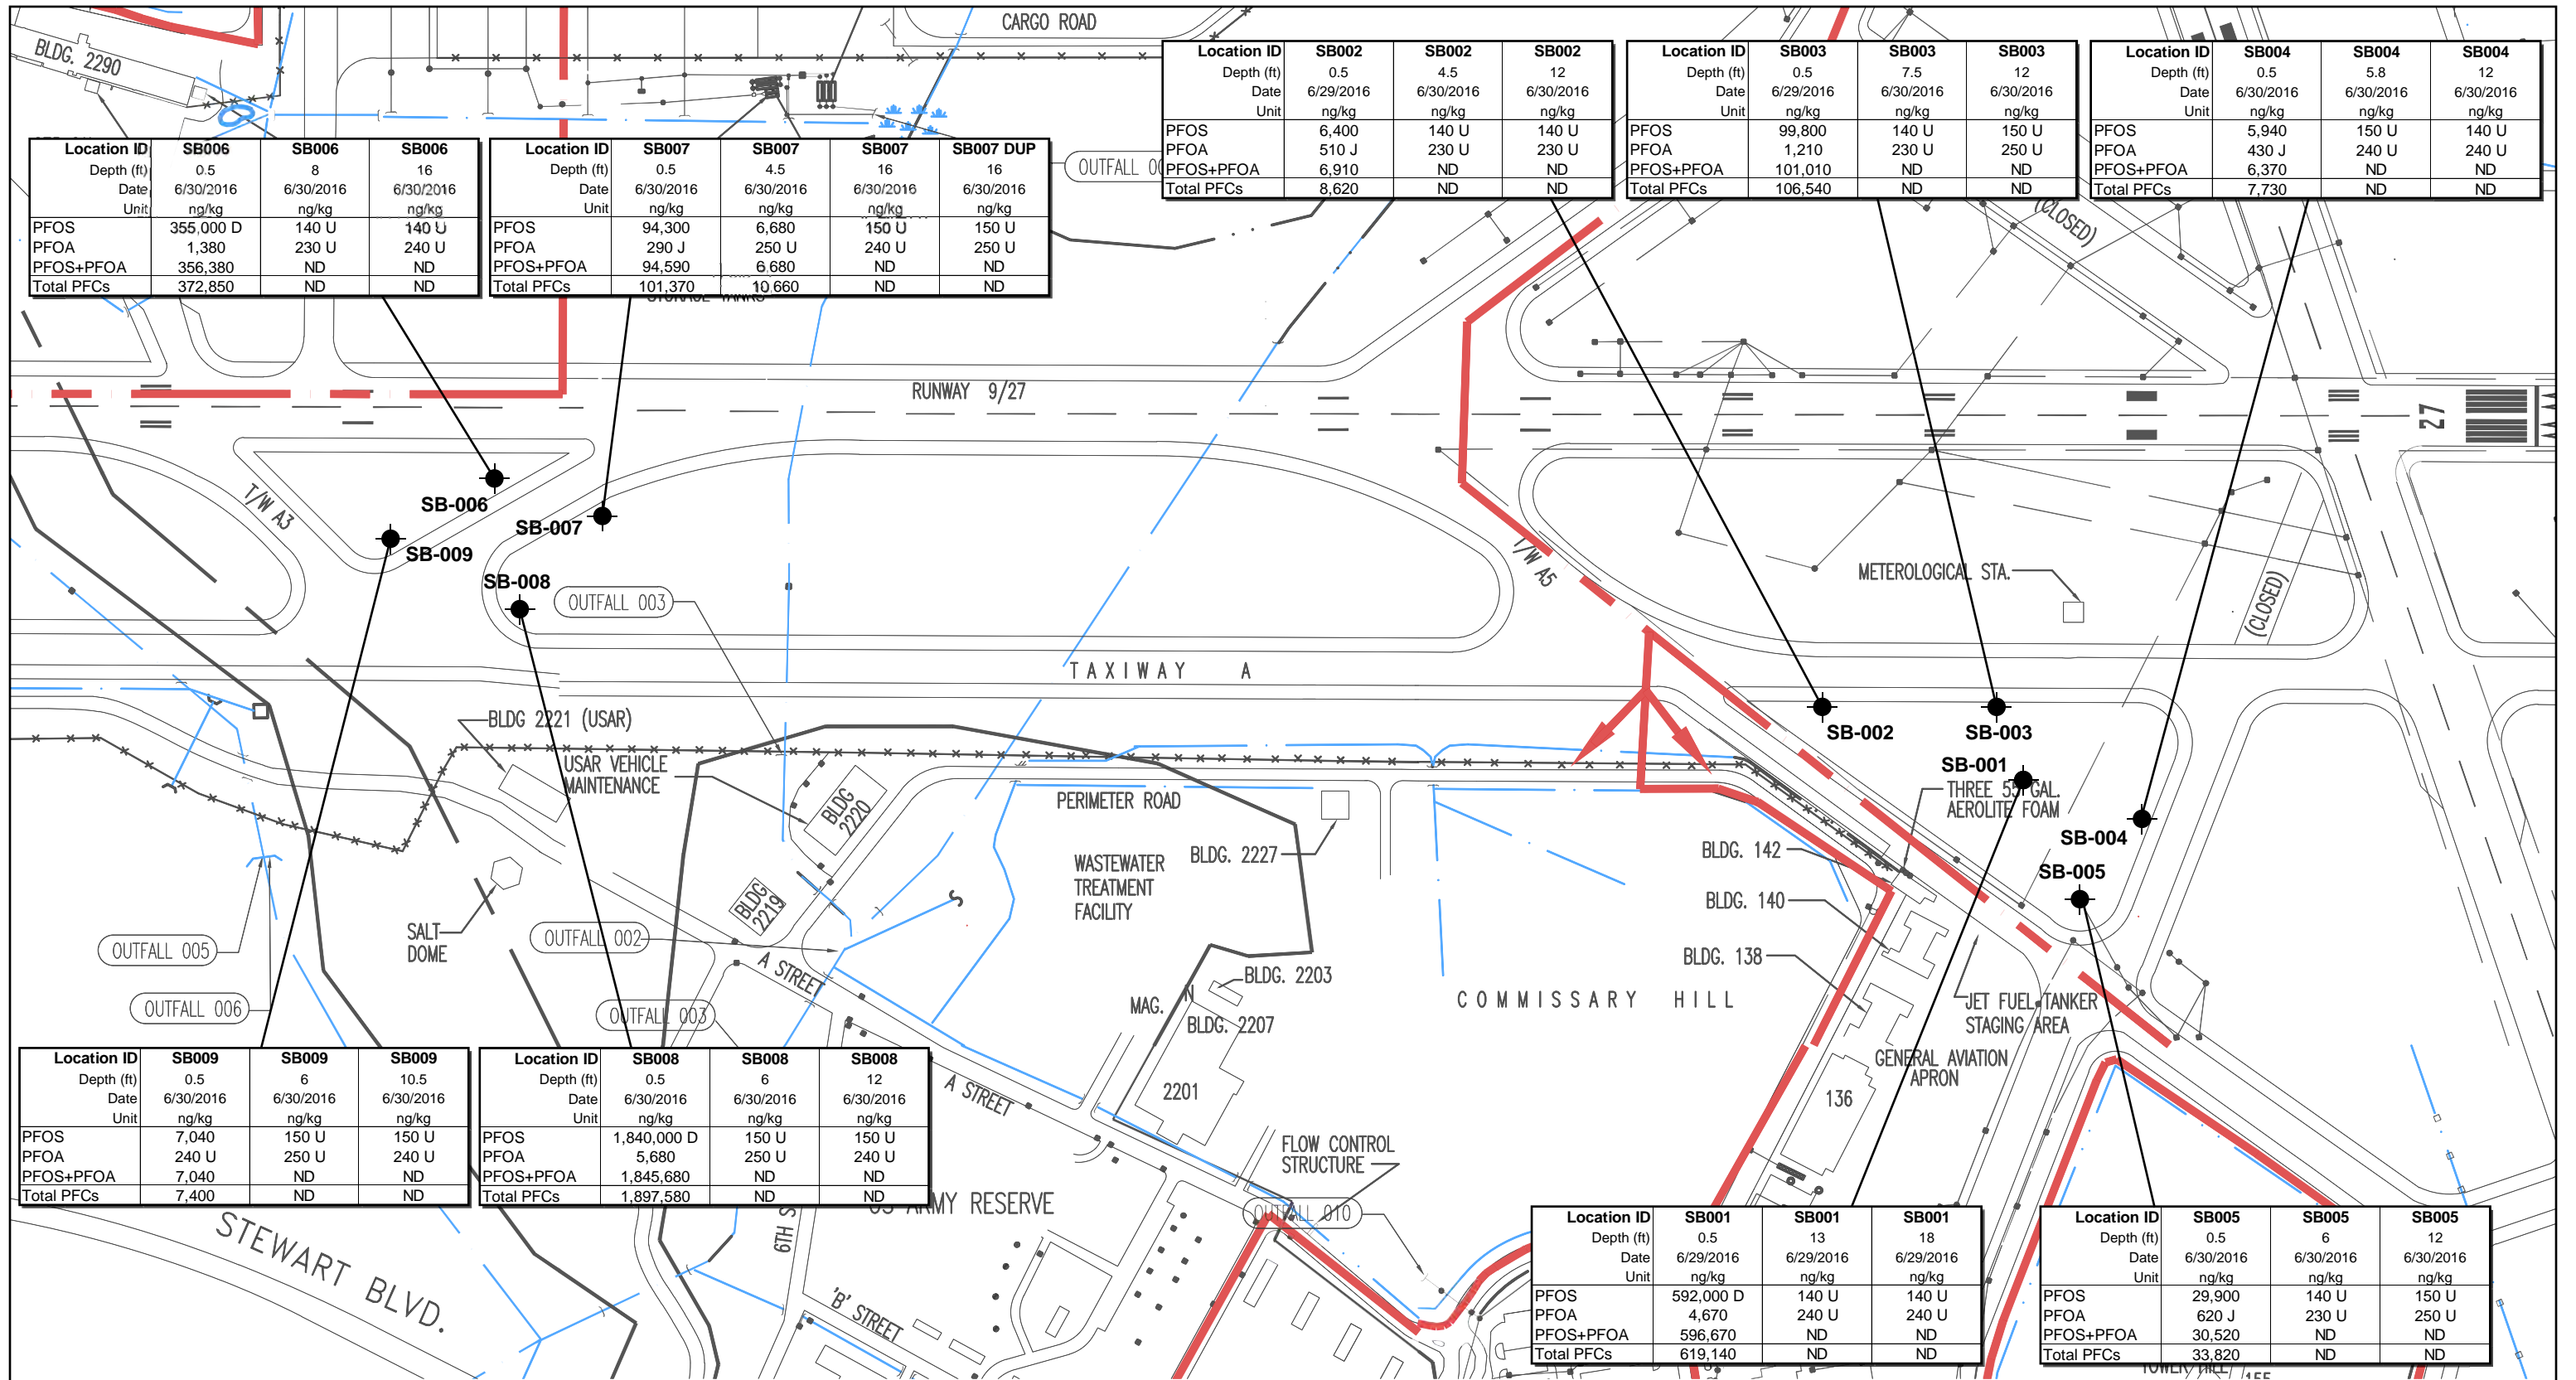 CARGO ROAD
BLDG. 2290
Location ID SB002 SB002 SB002
Depth (ft) 0.5 4.5 12
Date 6/29/2016 6/30/2016 6/30/2016
Unit ng/kg ng/kg ng/kg
PFOS 6,400 140 U 140 U
PFOA 510 J 230 U 230 U
PFOS+PFOA 6,910 ND ND
Total PFCs 8,620 ND ND
Location ID SB003 SB003 SB003
Depth (ft) 0.5 7.5 12
Date 6/29/2016 6/30/2016 6/30/2016
Unit ng/kg ng/kg ng/kg
PFOS 99,800 140 U 150 U
PFOA 1,210 230 U 250 U
PFOS+PFOA 101,010 ND ND
Total PFCs 106,540 ND ND
Location ID SB004 SB004 SB004
Depth (ft) 0.5 5.8 12
Date 6/30/2016 6/30/2016 6/30/2016
Unit ng/kg ng/kg ng/kg
PFOS 5,940 150 U 140 U
PFOA 430 J 240 U 240 U
PFOS+PFOA 6,370 ND ND
Total PFCs 7,730 ND ND
Location ID SB006 SB006 SB006
Depth (ft) 0.5 8 16
Date 6/30/2016 6/30/2016 6/30/2016
Unit ng/kg ng/kg ng/kg
PFOS 355,000 D 140 U 140 U
PFOA 1,380 230 U 240 U
PFOS+PFOA 356,380 ND ND
Total PFCs 372,850 ND ND
Location ID SB007 SB007 SB007 SB007 DUP
Depth (ft) 0.5 4.5 16 16
Date 6/30/2016 6/30/2016 6/30/2016 6/30/2016
Unit ng/kg ng/kg ng/kg ng/kg
PFOS 94,300 6,680 150 U 150 U
PFOA 290 J 250 U 240 U 250 U
PFOS+PFOA 94,590 6,680 ND ND
Total PFCs 101,370 10,660 ND ND
OUTFALL
(CLOSED)
RUNWAY 9/27
27
SB-006
T/W A3
SB-007
SB-009
SB-008
OUTFALL 003
T/W A5
METEROLOGICAL STA.
(CLOSED)
TAXIWAY A
BLDG 2221 (USAR)
SB-002
SB-003
USAR VEHICLE
MAINTENANCE
SB-001
THREE 55 GAL.
AEROLITE FOAM
BLDG
2220
PERIMETER ROAD
SB-004
WASTEWATER
TREATMENT
FACILITY
BLDG. 2227
BLDG. 142
SB-005
BLDG
2219
BLDG. 140
SALT
DOME
OUTFALL 005
OUTFALL 002
BLDG. 138
A STREET
BLDG. 2203
MAG. N
COMMISSARY HILL
JET FUEL TANKER
STAGING AREA
OUTFALL 006
OUTFALL 003
BLDG. 2207
GENERAL AVIATION
APRON
A STREET
2201
136
Location ID SB009 SB009 SB009
Depth (ft) 0.5 6 10.5
Date 6/30/2016 6/30/2016 6/30/2016
Unit ng/kg ng/kg ng/kg
PFOS 7,040 150 U 150 U
PFOA 240 U 250 U 240 U
PFOS+PFOA 7,040 ND ND
Total PFCs 7,400 ND ND
Location ID SB008 SB008 SB008
Depth (ft) 0.5 6 12
Date 6/30/2016 6/30/2016 6/30/2016
Unit ng/kg ng/kg ng/kg
PFOS 1,840,000 D 150 U 150 U
PFOA 5,680 250 U 240 U
PFOS+PFOA 1,845,680 ND ND
Total PFCs 1,897,580 ND ND
FLOW CONTROL
STRUCTURE
US ARMY RESERVE
OUTFALL 010
STEWART BLVD.
6TH S
'B' STREET
Location ID SB001 SB001 SB001
Depth (ft) 0.5 13 18
Date 6/29/2016 6/29/2016 6/29/2016
Unit ng/kg ng/kg ng/kg
PFOS 592,000 D 140 U 140 U
PFOA 4,670 240 U 240 U
PFOS+PFOA 596,670 ND ND
Total PFCs 619,140 ND ND
Location ID SB005 SB005 SB005
Depth (ft) 0.5 6 12
Date 6/30/2016 6/30/2016 6/30/2016
Unit ng/kg ng/kg ng/kg
PFOS 29,900 140 U 150 U
PFOA 620 J 230 U 250 U
PFOS+PFOA 30,520 ND ND
Total PFCs 33,820 ND ND